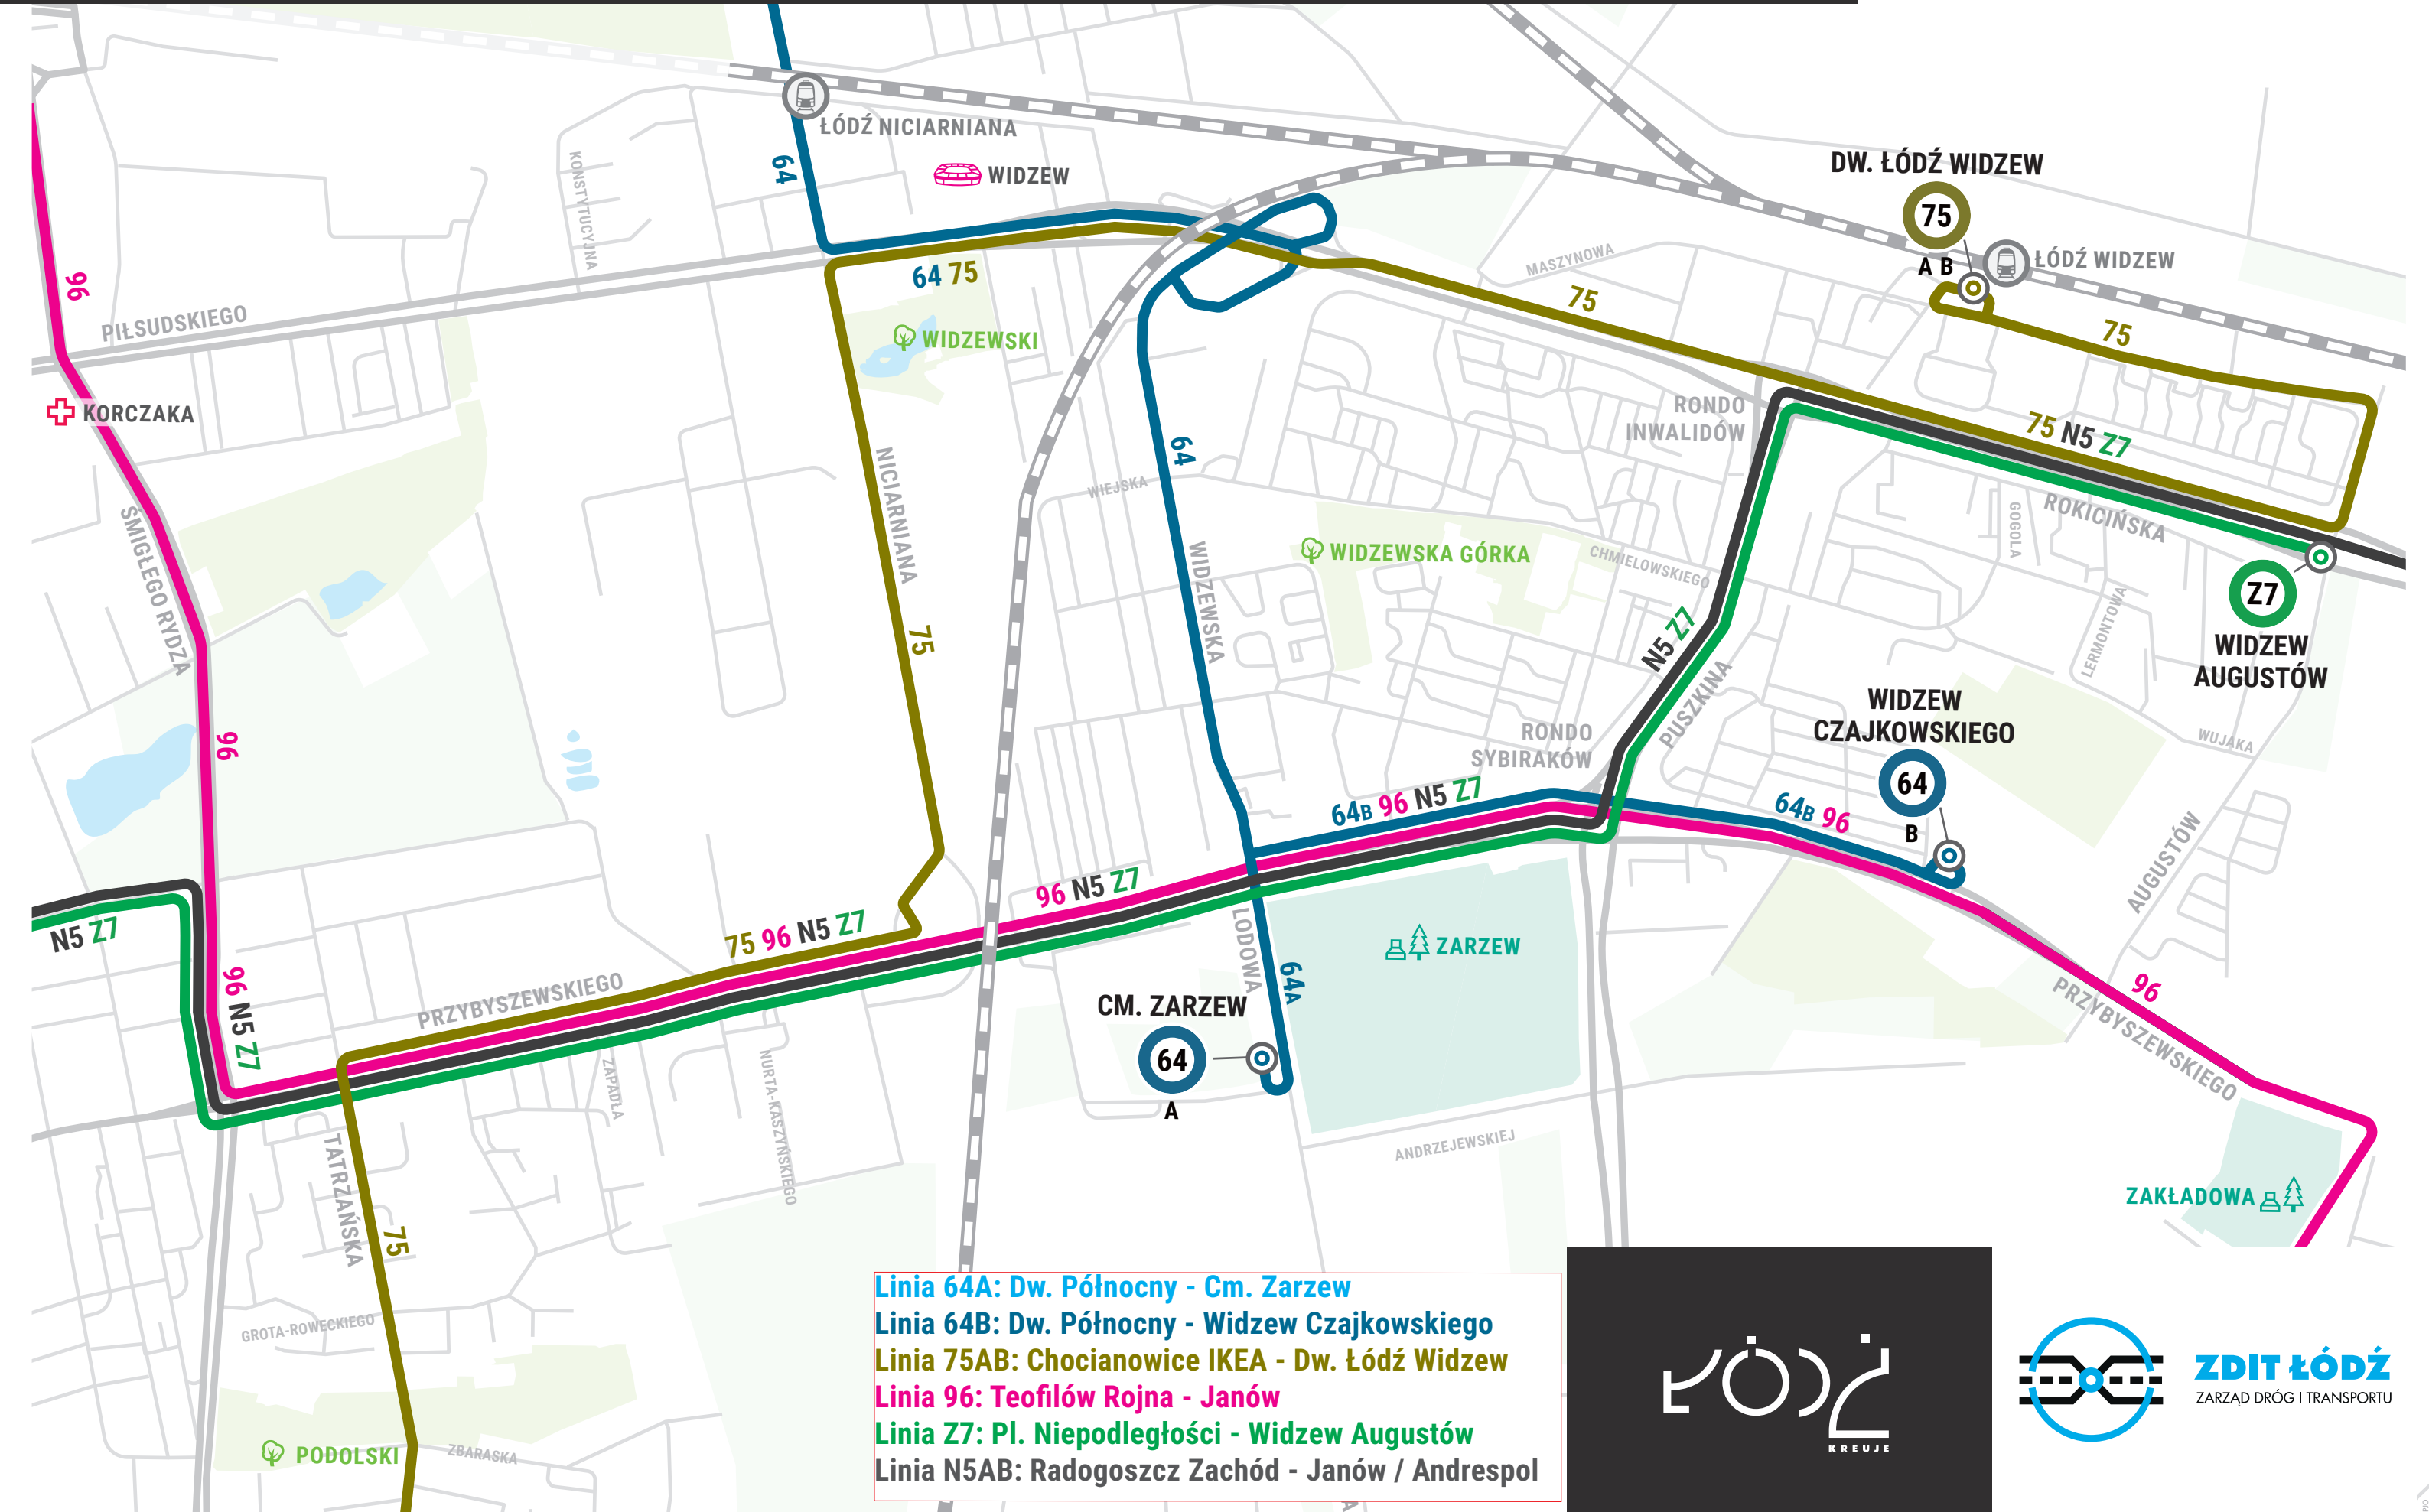 ŁÓDŹ NICIARNIANA
KONSTYTUCYJNA
64
WIDZEW
DW. ŁÓDŹ WIDZEW
75
A B
ŁÓDŹ WIDZEW
MASZYNOWA
96
64 75
75
75
PIŁSUDSKIEGO
WIDZEWSKI
KORCZAKA
RONDO
INWALIDÓW
75 N5 Z7
64
NICIARNIANA
WIEJSKA
ROKICIŃSKA
GOGOLA
ŚMIGŁEGO RYDZA
WIDZEWSKA
WIDZEWSKA GÓRKA
CHMIELOWSKIEGO
Z7
WIDZEW
AUGUSTÓW
75
N5 Z7
LERMONTOWA
PUSZKINA
WIDZEW
CZAJKOWSKIEGO
64
B
96
RONDO
SYBIRAKÓW
WUJAKA
64B 96 N5 Z7
64B 96
AUGUSTÓW
96 N5 Z7
75 96 N5 Z7
N5 Z7
LODOWA
ZARZEW
64A
96 N5 Z7
PRZYBYSZEWSKIEGO
CM. ZARZEW
64
A
96
PRZYBYSZEWSKIEGO
ZAPADŁA
NURTA-KASZYŃSKIEGO
ANDRZEJEWSKIEJ
TATRZAŃSKA
75
ZAKŁADOWA
GROTA-ROWECKIEGO
PODOLSKI
ZBARASKA
Linia 64A: Dw. Północny - Cm. Zarzew
Linia 64B: Dw. Północny - Widzew Czajkowskiego
Linia 75AB: Chocianowice IKEA - Dw. Łódź Widzew
Linia 96: Teofilów Rojna - Janów
Linia Z7: Pl. Niepodległości - Widzew Augustów
Linia N5AB: Radogoszcz Zachód - Janów / Andrespol
ŁÓDŹ
KREUJE
ZDIT ŁÓDŹ
ZARZĄD DRÓG I TRANSPORTU